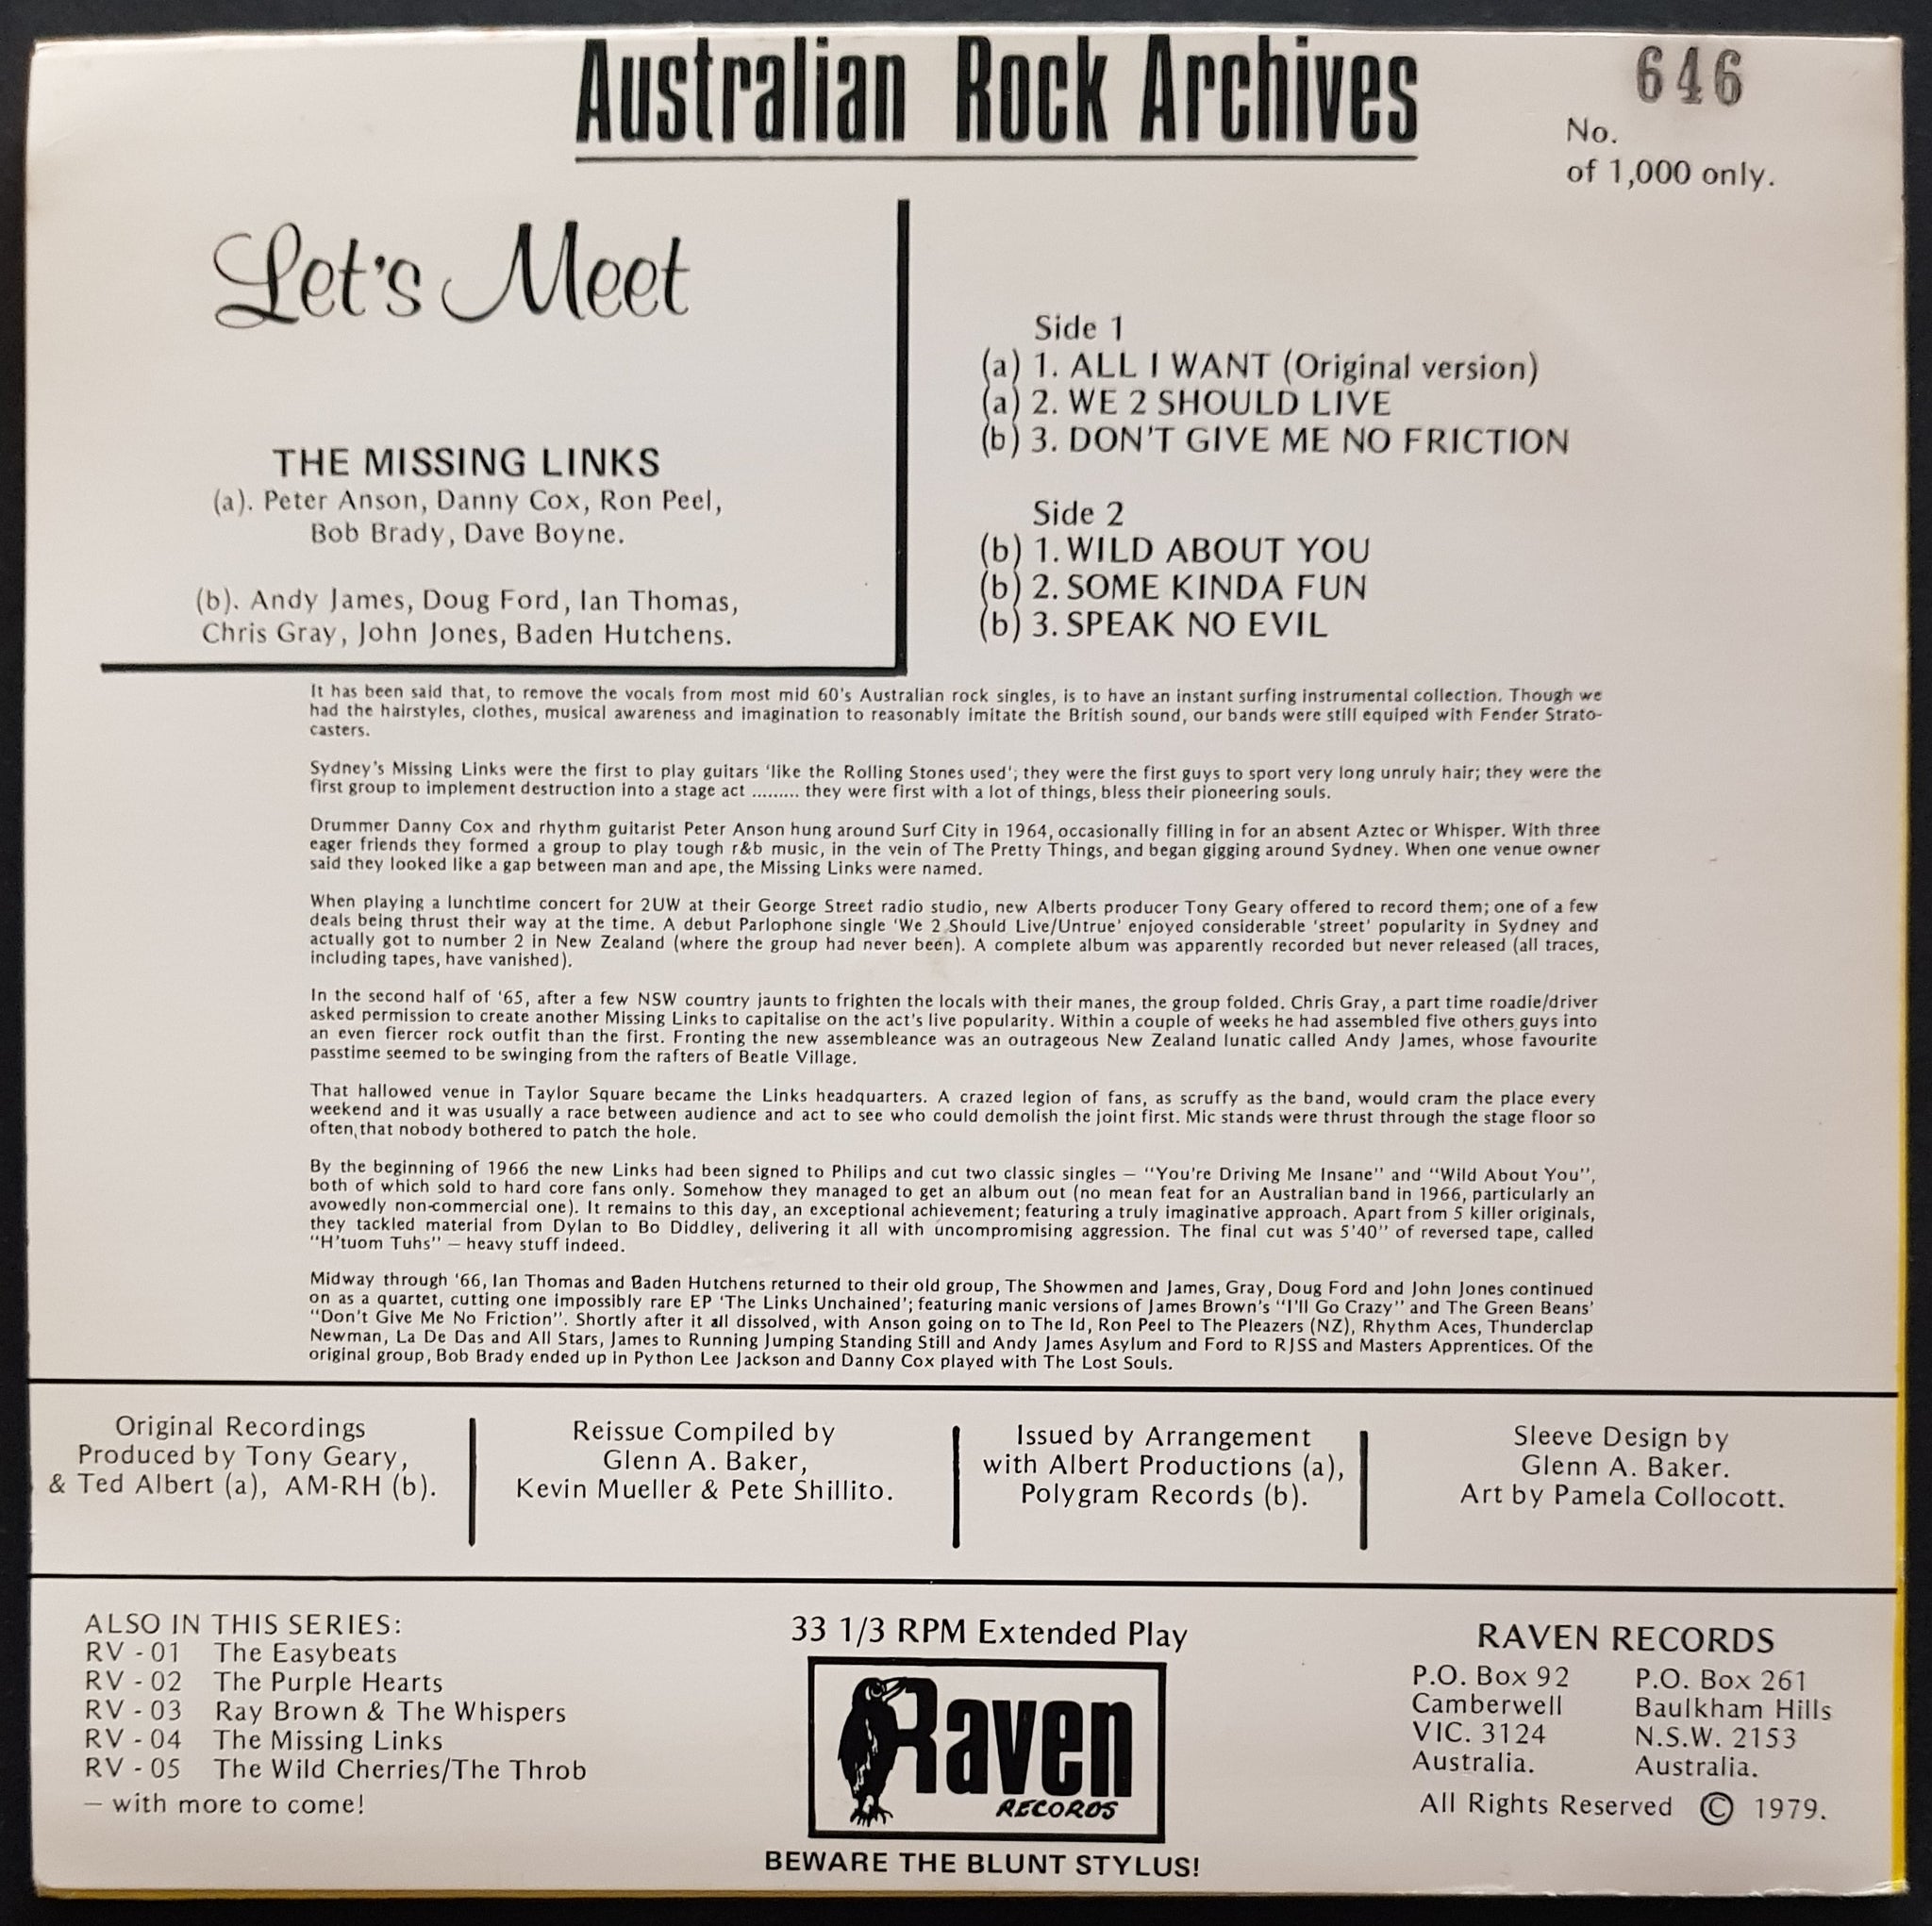 Australian Rock Archives
646
No.
of 1,000 only.
Let's Meet
THE MISSING LINKS
(a). Peter Anson, Danny Cox, Ron Peel,
Bob Brady, Dave Boyne.
(b). Andy James, Doug Ford, Ian Thomas,
Chris Gray, John Jones, Baden Hutchens.
Side 1
(a) 1. ALL I WANT (Original version)
(a) 2. WE 2 SHOULD LIVE
(b) 3. DON'T GIVE ME NO FRICTION
Side 2
(b) 1. WILD ABOUT YOU
(b) 2. SOME KINDA FUN
(b) 3. SPEAK NO EVIL
It has been said that, to remove the vocals from most mid 60's Australian rock singles, is to have an instant surfing instrumental collection. Though we
had the hairstyles, clothes, musical awareness and imagination to reasonably imitate the British sound, our bands were still equiped with Fender Strato-
casters.
Sydney's Missing Links were the first to play guitars 'like the Rolling Stones used'; they were the first guys to sport very long unruly hair; they were the
first group to implement destruction into a stage act ......... they were first with a lot of things, bless their pioneering souls.
Drummer Danny Cox and rhythm guitarist Peter Anson hung around Surf City in 1964, occasionally filling in for an absent Aztec or Whisper. With three
eager friends they formed a group to play tough r&b music, in the vein of The Pretty Things, and began gigging around Sydney. When one venue owner
said they looked like a gap between man and ape, the Missing Links were named.
When playing a lunchtime concert for 2UW at their George Street radio studio, new Alberts producer Tony Geary offered to record them; one of a few
deals being thrust their way at the time. A debut Parlophone single 'We 2 Should Live/Untrue' enjoyed considerable 'street' popularity in Sydney and
actually got to number 2 in New Zealand (where the group had never been). A complete album was apparently recorded but never released (all traces,
including tapes, have vanished).
In the second half of '65, after a few NSW country jaunts to frighten the locals with their manes, the group folded. Chris Gray, a part time roadie/driver
asked permission to create another Missing Links to capitalise on the act's live popularity. Within a couple of weeks he had assembled five others guys into
an even fiercer rock outfit than the first. Fronting the new assembleance was an outrageous New Zealand lunatic called Andy James, whose favourite
passtime seemed to be swinging from the rafters of Beatle Village.
That hallowed venue in Taylor Square became the Links headquarters. A crazed legion of fans, as scruffy as the band, would cram the place every
weekend and it was usually a race between audience and act to see who could demolish the joint first. Mic stands were thrust through the stage floor so
often, that nobody bothered to patch the hole.
By the beginning of 1966 the new Links had been signed to Philips and cut two classic singles — "You're Driving Me Insane" and "Wild About You",
both of which sold to hard core fans only. Somehow they managed to get an album out (no mean feat for an Australian band in 1966, particularly an
avowedly non-commercial one). It remains to this day, an exceptional achievement; featuring a truly imaginative approach. Apart from 5 killer originals,
they tackled material from Dylan to Bo Diddley, delivering it all with uncompromising aggression. The final cut was 5'40" of reversed tape, called
"H'tuom Tuhs" — heavy stuff indeed.
Midway through '66, Ian Thomas and Baden Hutchens returned to their old group, The Showmen and James, Gray, Doug Ford and John Jones continued
on as a quartet, cutting one impossibly rare EP 'The Links Unchained'; featuring manic versions of James Brown's "I'll Go Crazy" and The Green Beans'
"Don't Give Me No Friction". Shortly after it all dissolved, with Anson going on to The Id, Ron Peel to The Pleazers (NZ), Rhythm Aces, Thunderclap
Newman, La De Das and All Stars, James to Running Jumping Standing Still and Andy James Asylum and Ford to RJSS and Masters Apprentices. Of the
original group, Bob Brady ended up in Python Lee Jackson and Danny Cox played with The Lost Souls.
Original Recordings
Produced by Tony Geary,
& Ted Albert (a), AM-RH (b).
Reissue Compiled by
Glenn A. Baker,
Kevin Mueller & Pete Shillito.
Issued by Arrangement
with Albert Productions (a),
Polygram Records (b).
Sleeve Design by
Glenn A. Baker.
Art by Pamela Collocott.
ALSO IN THIS SERIES:
RV - 01 The Easybeats
RV - 02 The Purple Hearts
RV - 03 Ray Brown & The Whispers
RV - 04 The Missing Links
RV - 05 The Wild Cherries/The Throb
— with more to come!
33 1/3 RPM Extended Play
Raven
RECORDS
BEWARE THE BLUNT STYLUS!
RAVEN RECORDS
P.O. Box 92 P.O. Box 261
Camberwell Baulkham Hills
VIC. 3124 N.S.W. 2153
Australia. Australia.
All Rights Reserved © 1979.